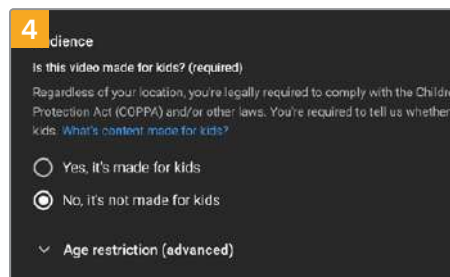 4
dience
Is this video made for kids? (required)
Regardless of your location, you're legally required to comply with the Childre
Protection Act (COPPA) and/or other laws. You're required to tell us whether
kids. What's content made for kids?
Yes, it's made for kids
No, it's not made for kids
Age restriction (advanced)